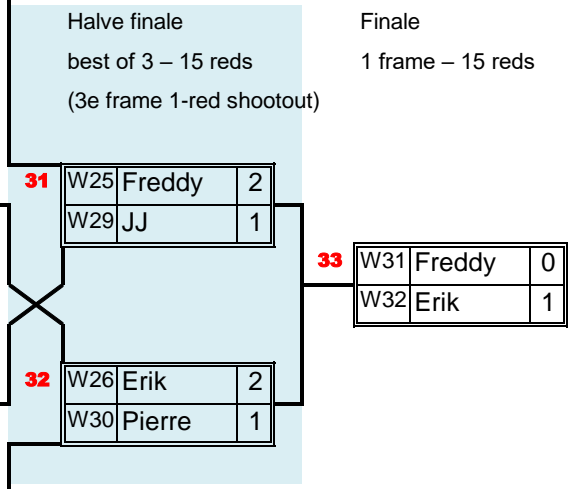 Halve finale
best of 3 – 15 reds
(3e frame 1-red shootout)
Finale
1 frame – 15 reds
31 W25 Freddy 2
W29 JJ 1
33 W31 Freddy 0
W32 Erik 1
32 W26 Erik 2
W30 Pierre 1